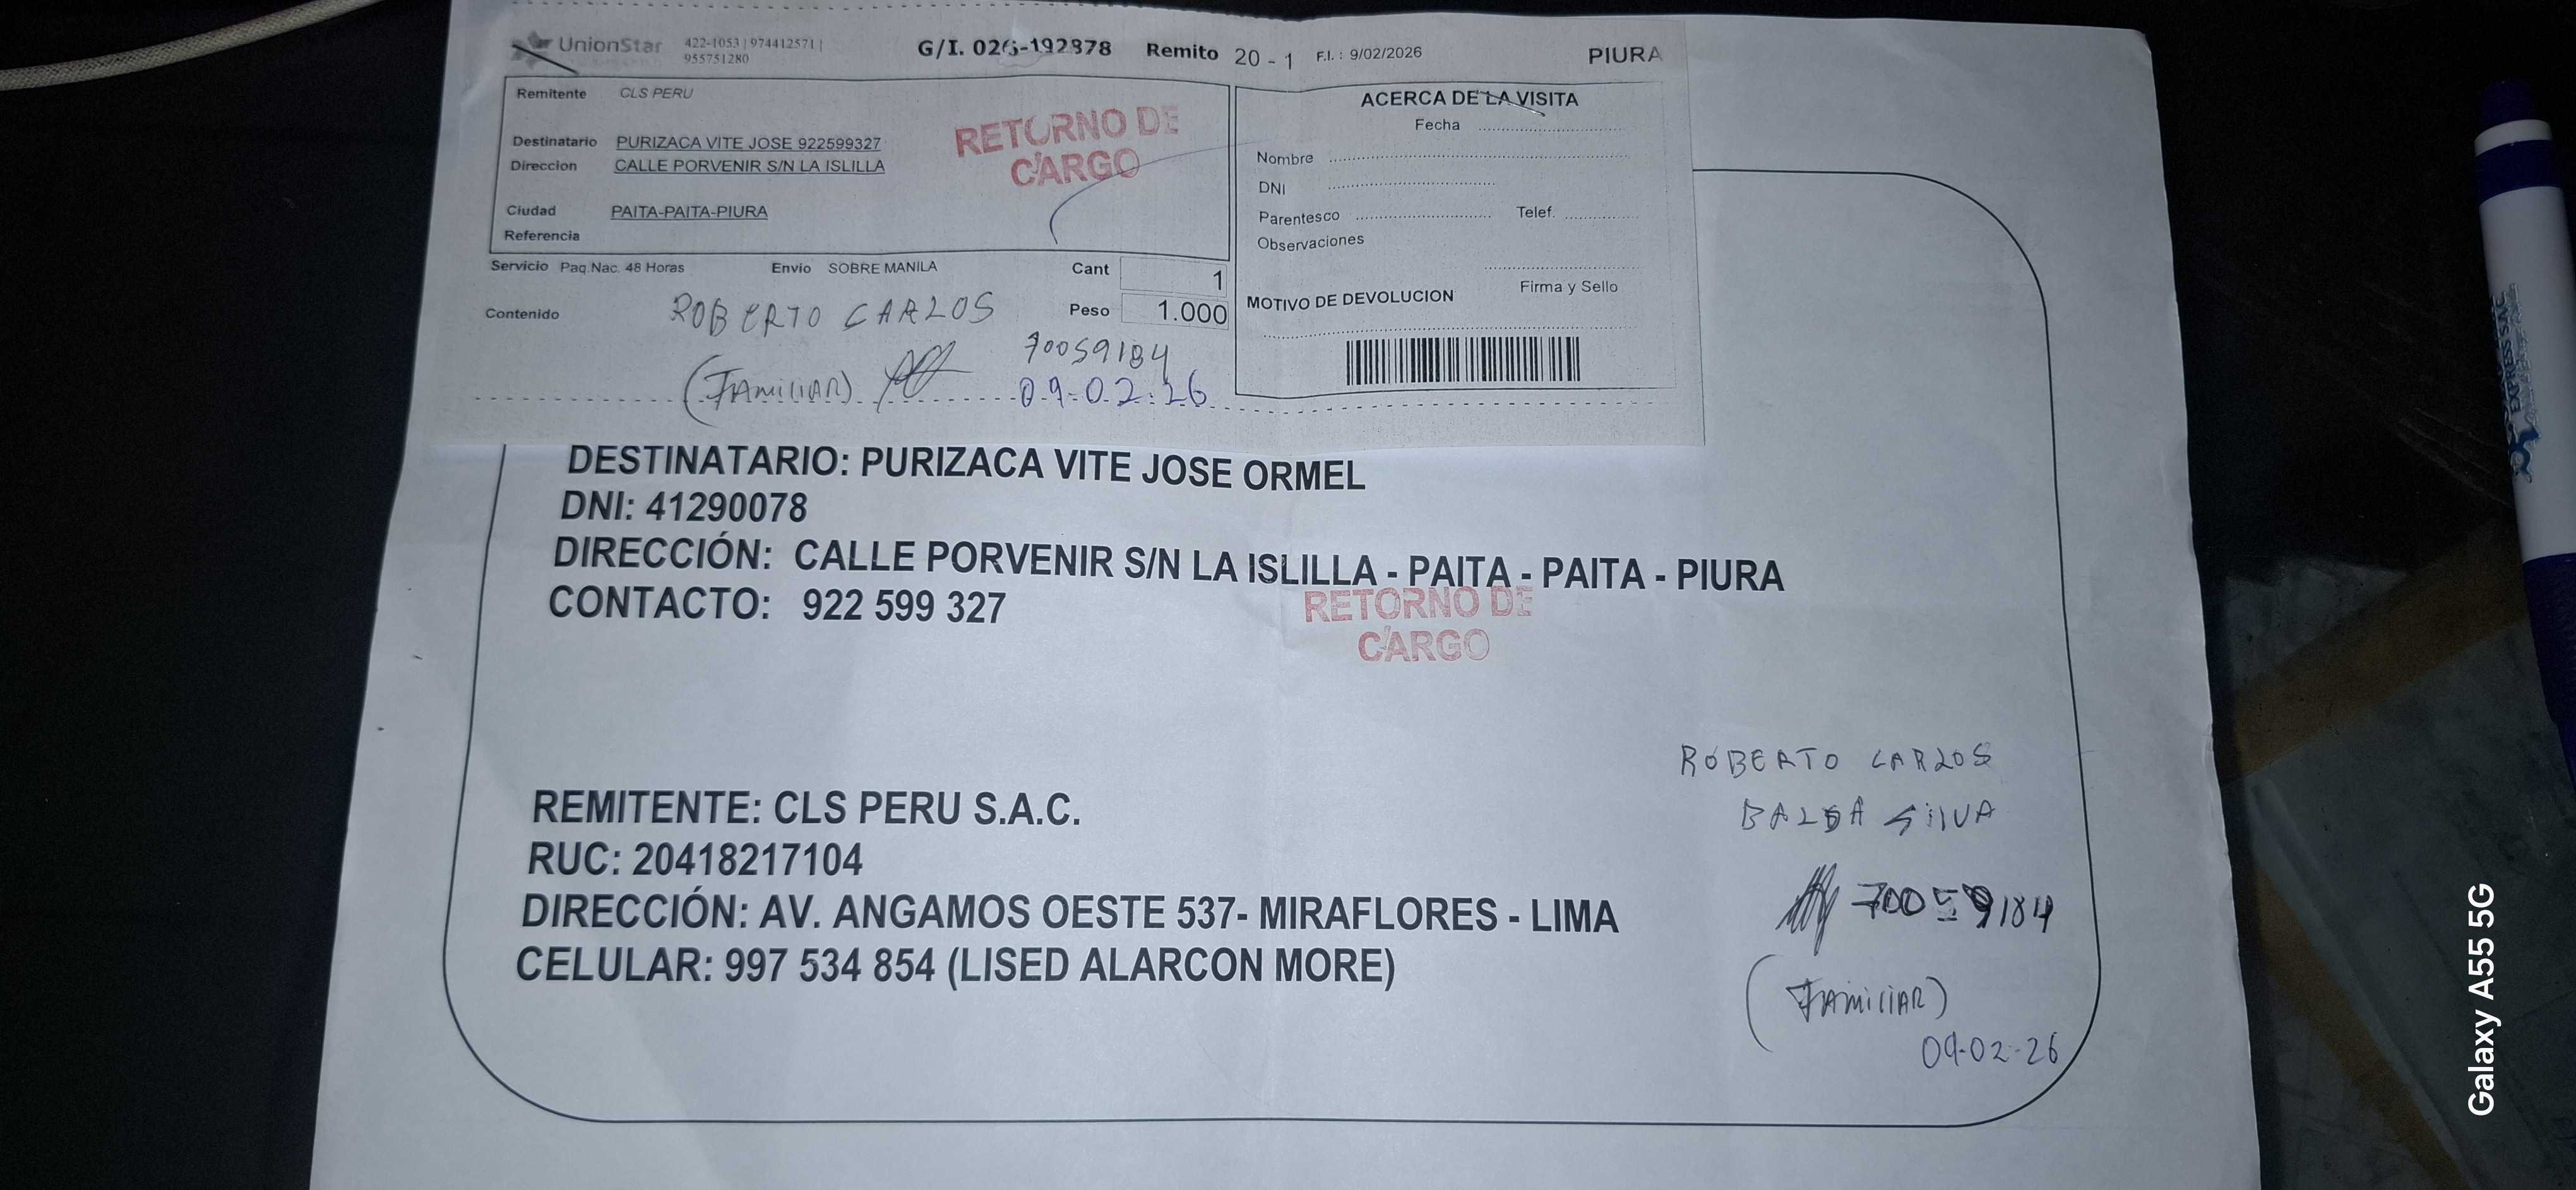 UnionStar 422-1053 | 974412571 | 955751280 G/I. 026-192878 Remito 20 - 1 F.I. : 9/02/2026 PIURA
Remitente CLS PERU
Destinatario PURIZACA VITE JOSE 922599327
Direccion CALLE PORVENIR S/N LA ISLILLA
Ciudad PAITA-PAITA-PIURA
Referencia
RETORNO DE
CARGO
Servicio Paq.Nac. 48 Horas Envio SOBRE MANILA Cant 1
Contenido Peso 1.000
ROBERTO CARLOS
70059184
(FAMILIAR)
09-02-26
ACERCA DE LA VISITA
Fecha
Nombre
DNI
Parentesco Telef.
Observaciones
Firma y Sello
MOTIVO DE DEVOLUCION
DESTINATARIO: PURIZACA VITE JOSE ORMEL
DNI: 41290078
DIRECCIÓN: CALLE PORVENIR S/N LA ISLILLA - PAITA - PAITA - PIURA
CONTACTO: 922 599 327
RETORNO DE
CARGO
REMITENTE: CLS PERU S.A.C.
RUC: 20418217104
DIRECCIÓN: AV. ANGAMOS OESTE 537- MIRAFLORES - LIMA
CELULAR: 997 534 854 (LISED ALARCON MORE)
ROBERTO CARLOS
SILVA
70059184
(FAMILIAR)
09-02-26
EXPRESS
Galaxy A55 5G